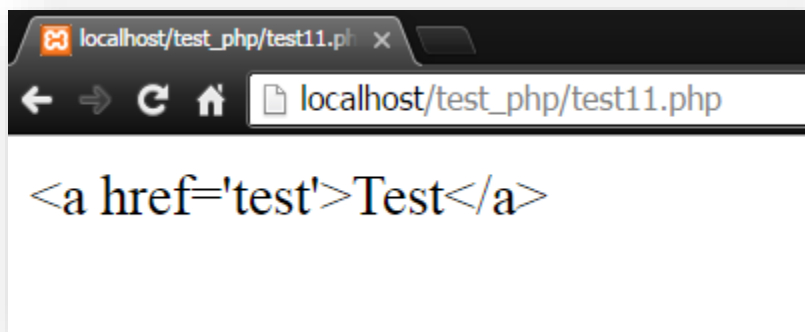 localhost/test_php/test11.ph
localhost/test_php/test11.php
<a href='test'>Test</a>